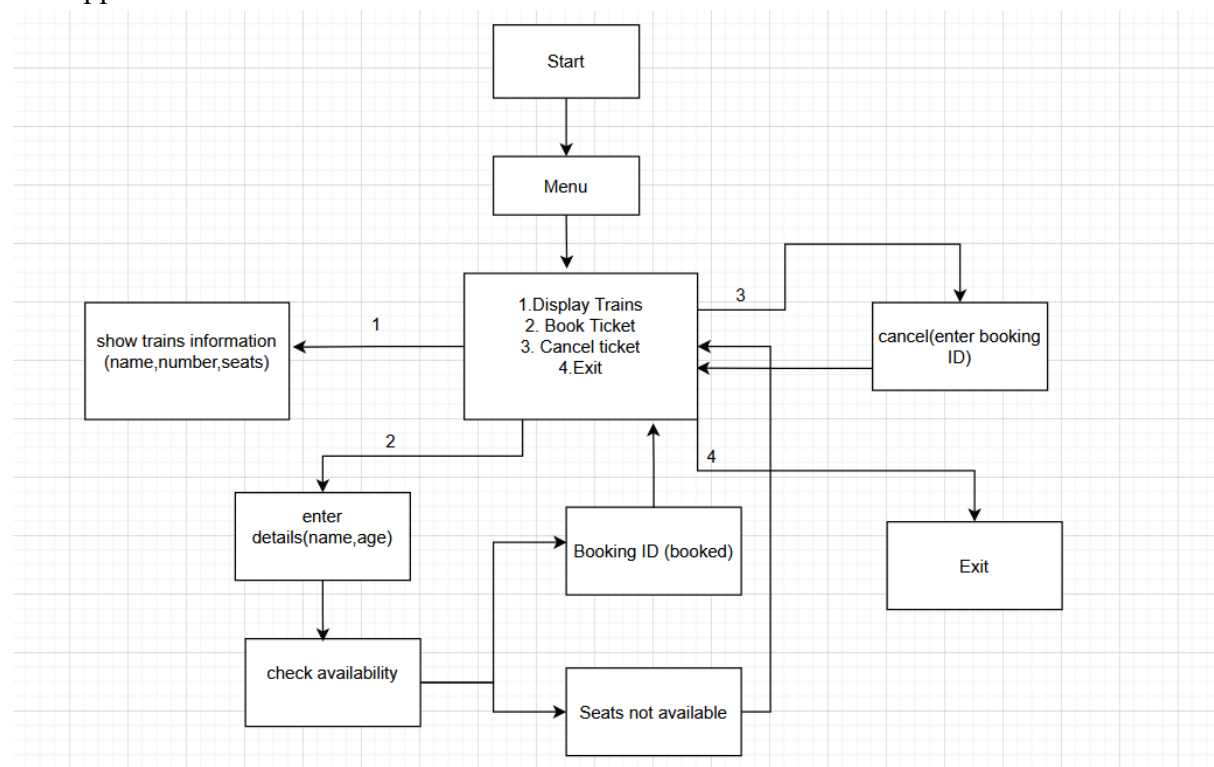 Start
Menu
1.Display Trains
2. Book Ticket
3. Cancel ticket
4.Exit
3
cancel(enter booking
ID)
1
show trains information
(name,number,seats)
2
4
enter
details(name,age)
Booking ID (booked)
Exit
check availability
Seats not available